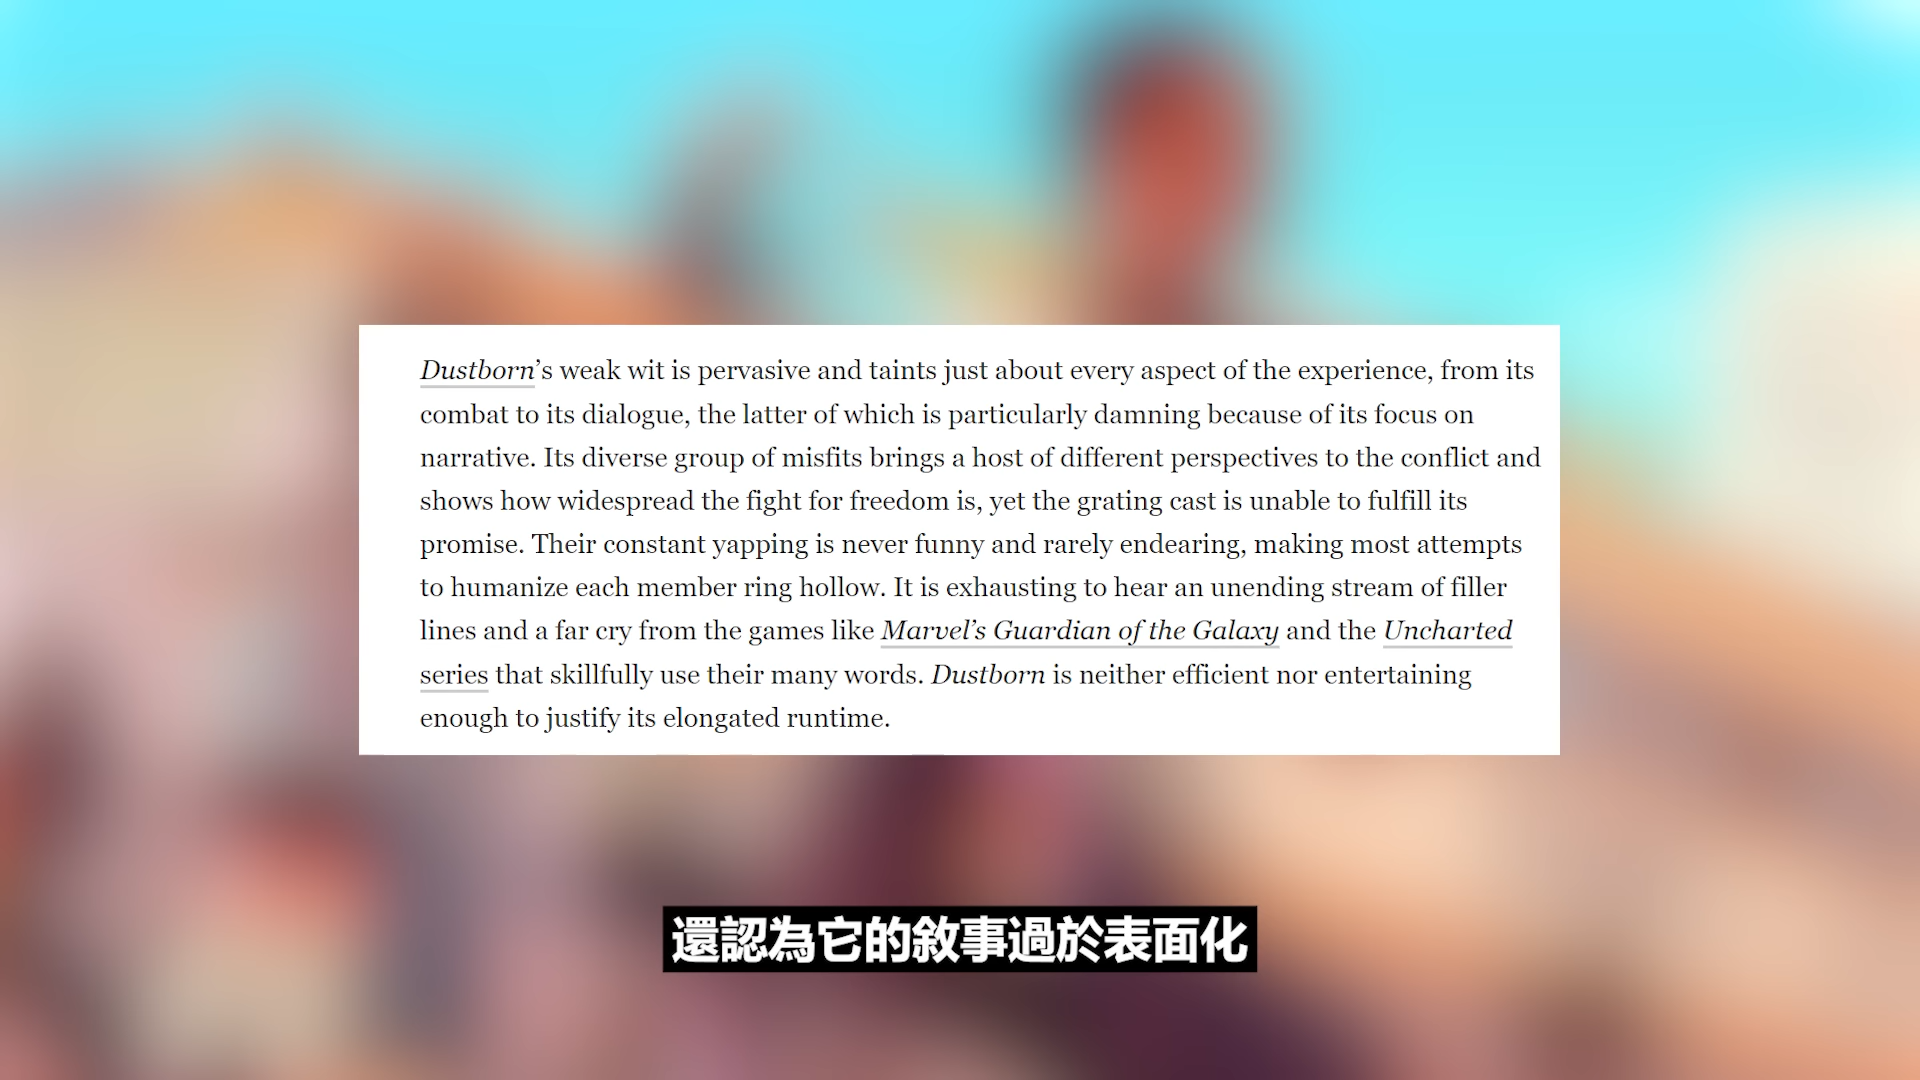 Dustborn’s weak wit is pervasive and taints just about every aspect of the experience, from its
combat to its dialogue, the latter of which is particularly damning because of its focus on
narrative. Its diverse group of misfits brings a host of different perspectives to the conflict and
shows how widespread the fight for freedom is, yet the grating cast is unable to fulfill its
promise. Their constant yapping is never funny and rarely endearing, making most attempts
to humanize each member ring hollow. It is exhausting to hear an unending stream of filler
lines and a far cry from the games like Marvel’s Guardian of the Galaxy and the Uncharted
series that skillfully use their many words. Dustborn is neither efficient nor entertaining
enough to justify its elongated runtime.
還認為它的敘事過於表面化